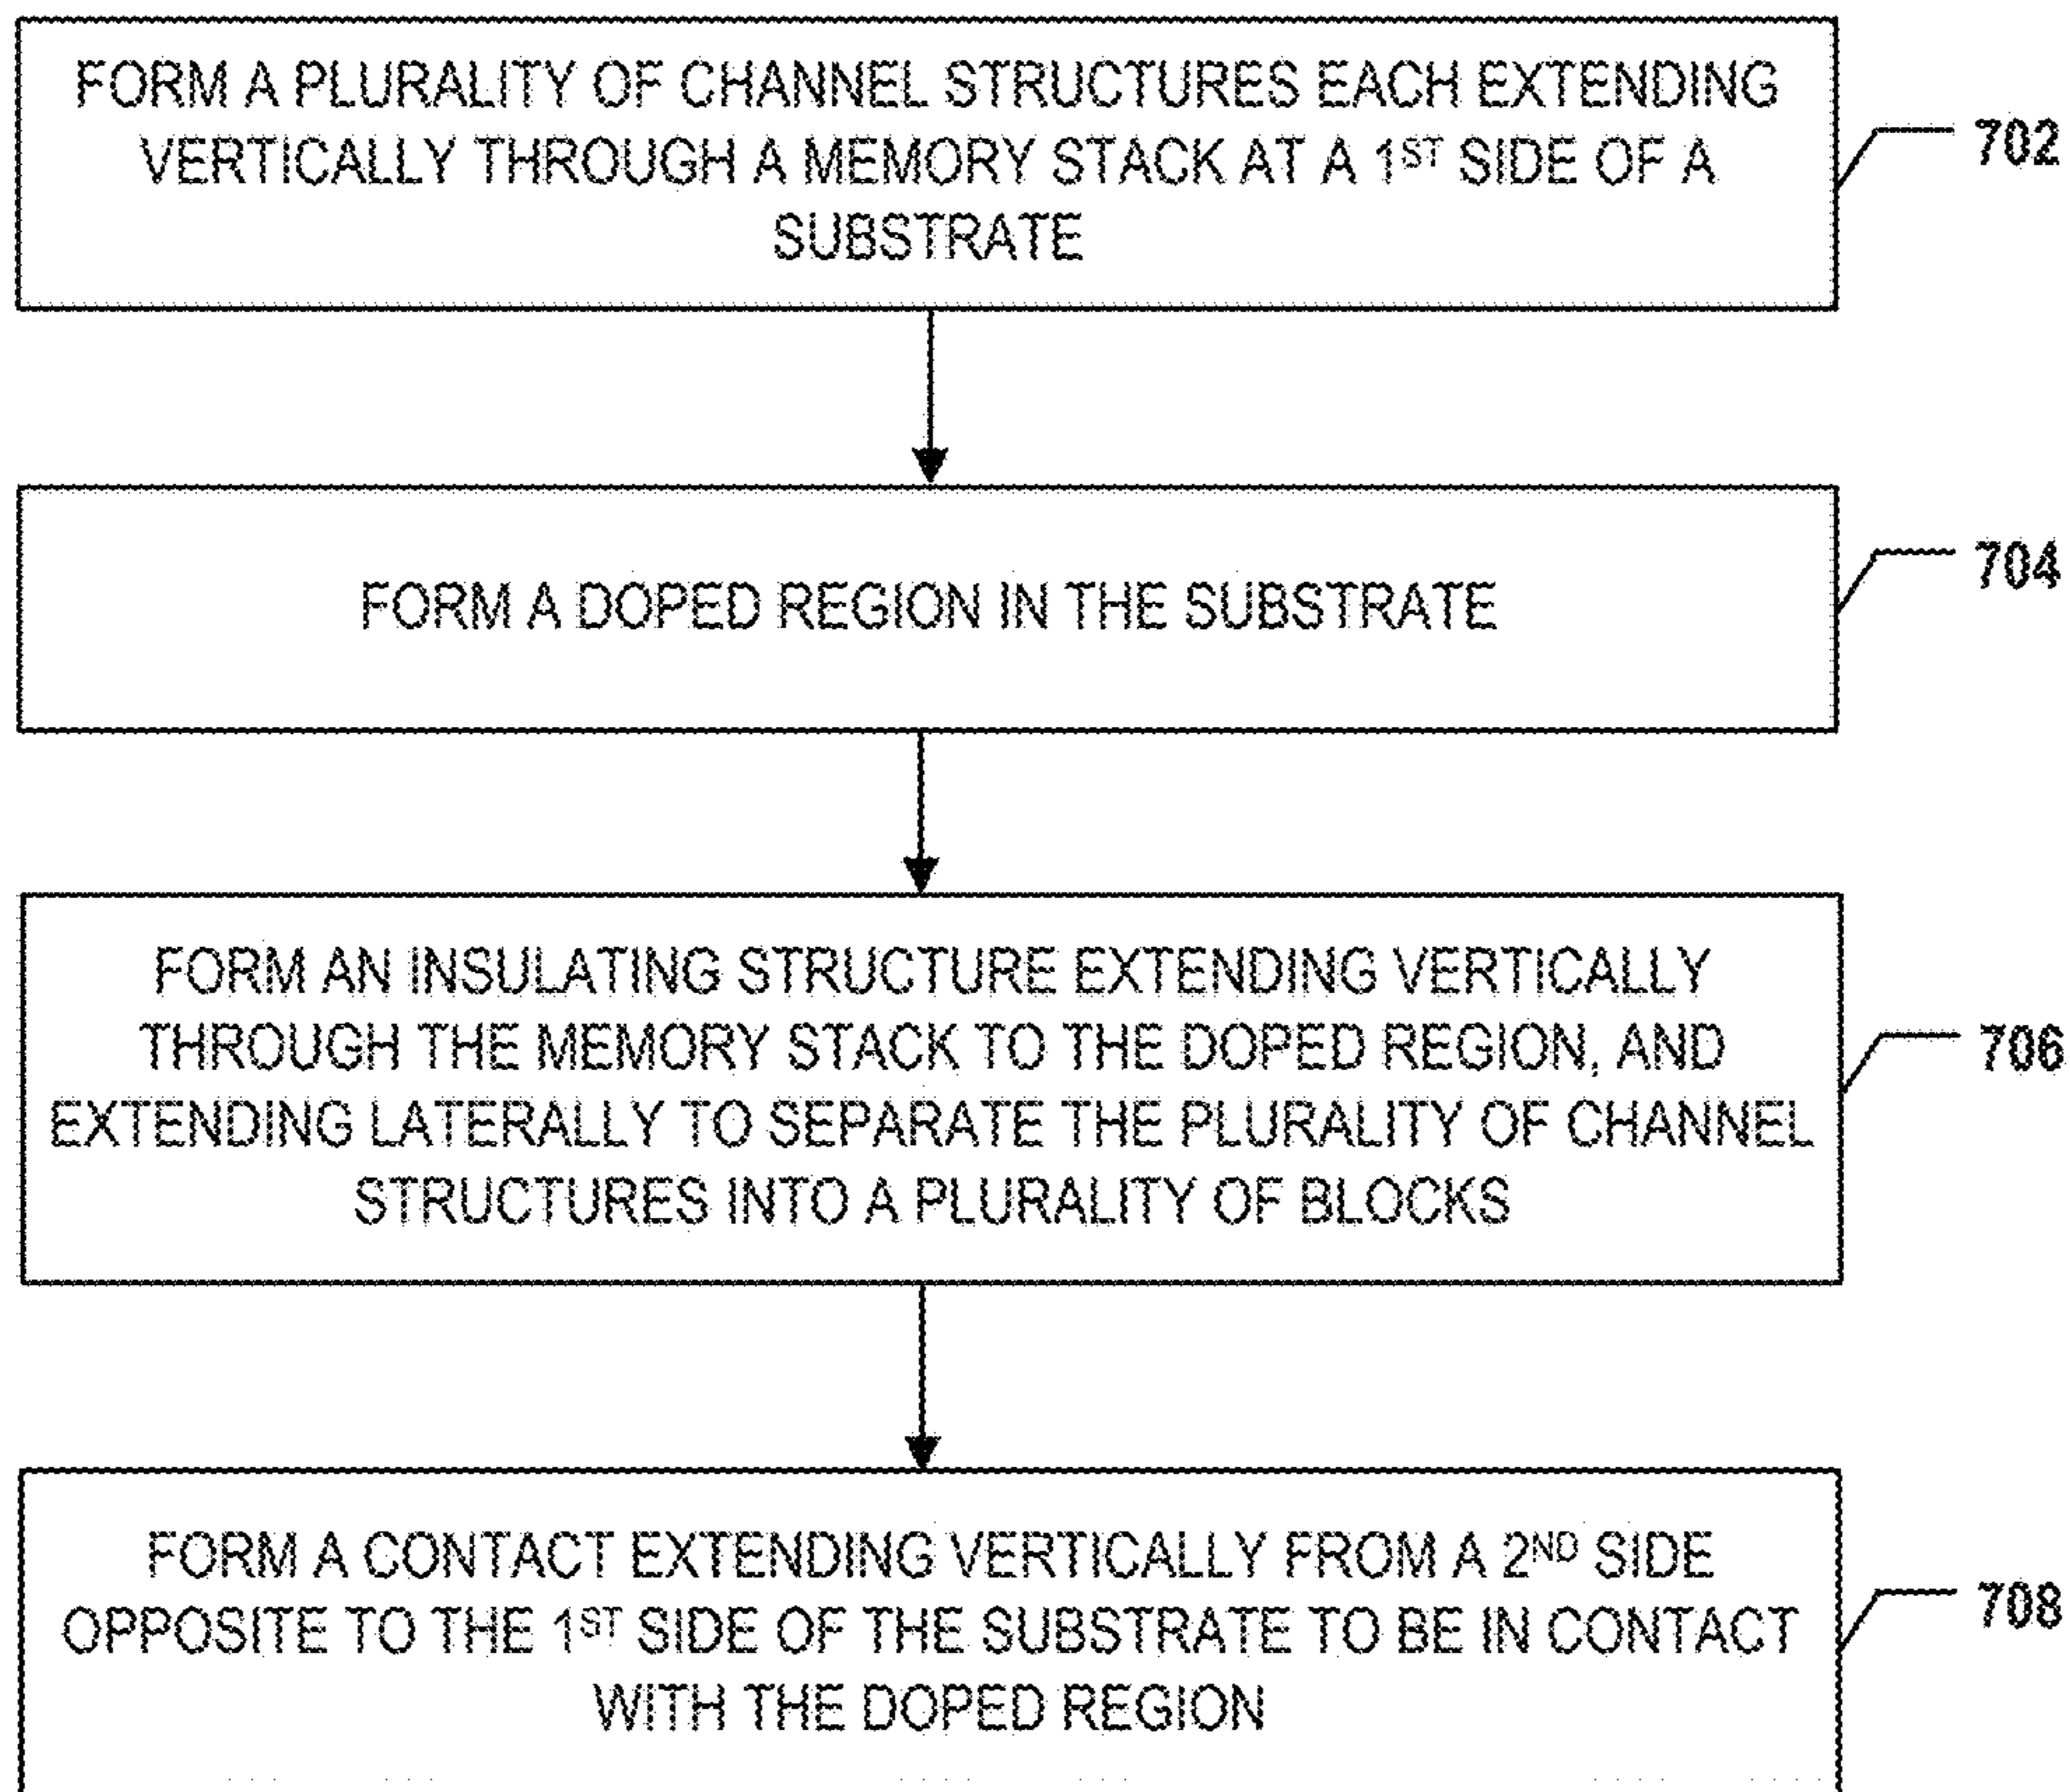 FORM A PLURALITY OF CHANNEL STRUCTURES EACH EXTENDING
VERTICALLY THROUGH A MEMORY STACK AT A 1ST SIDE OF A
SUBSTRATE
702
FORM A DOPED REGION IN THE SUBSTRATE
704
FORM AN INSULATING STRUCTURE EXTENDING VERTICALLY
THROUGH THE MEMORY STACK TO THE DOPED REGION, AND
EXTENDING LATERALLY TO SEPARATE THE PLURALITY OF CHANNEL
STRUCTURES INTO A PLURALITY OF BLOCKS
706
FORM A CONTACT EXTENDING VERTICALLY FROM A 2ND SIDE
OPPOSITE TO THE 1ST SIDE OF THE SUBSTRATE TO BE IN CONTACT
WITH THE DOPED REGION
708